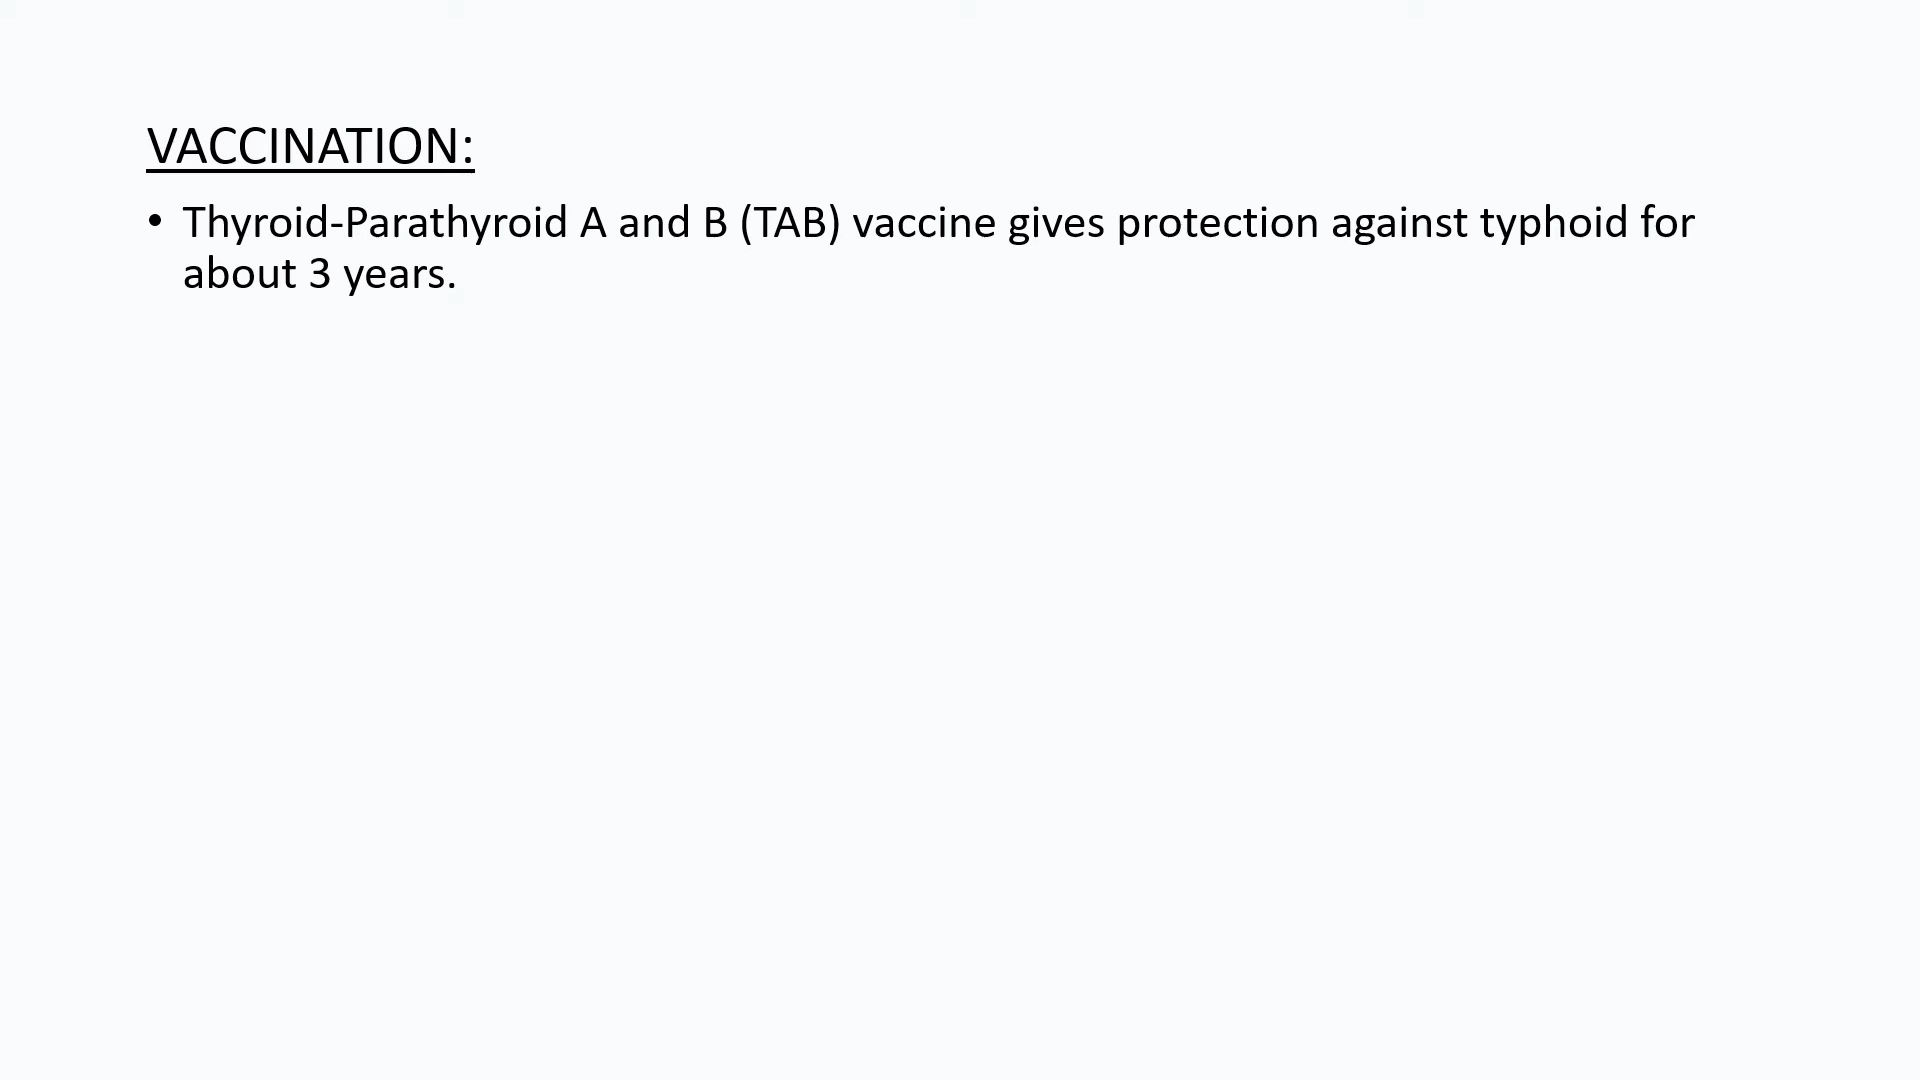 VACCINATION:
• Thyroid-Parathyroid A and B (TAB) vaccine gives protection against typhoid for
about 3 years.